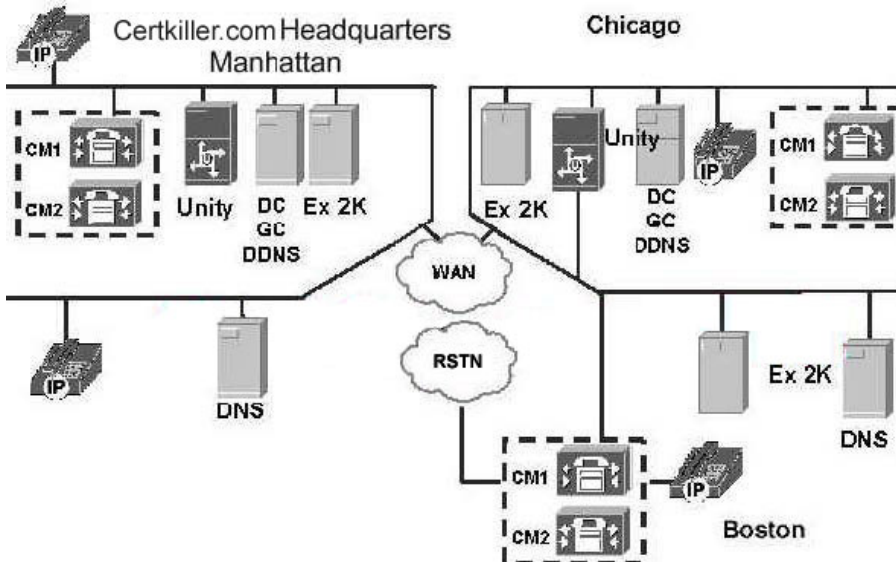 Certkiller.com Headquarters
Manhattan
Chicago
IP
CM1
CM2
Unity
DC
GC
DDNS
Ex 2K
Ex 2K
Unity
DC
GC
DDNS
IP
CM1
CM2
WAN
RSTN
IP
DNS
Ex 2K
DNS
CM1
CM2
IP
Boston